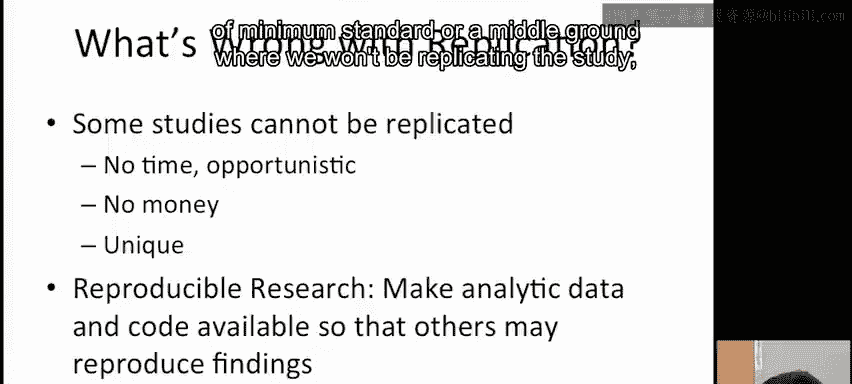 What's Wrong with Replication?
of minimum standard or a middle ground
where we won't be replicating the study,
• Some studies cannot be replicated
– No time, opportunistic
– No money
– Unique
• Reproducible Research: Make analytic data
and code available so that others may
reproduce findings